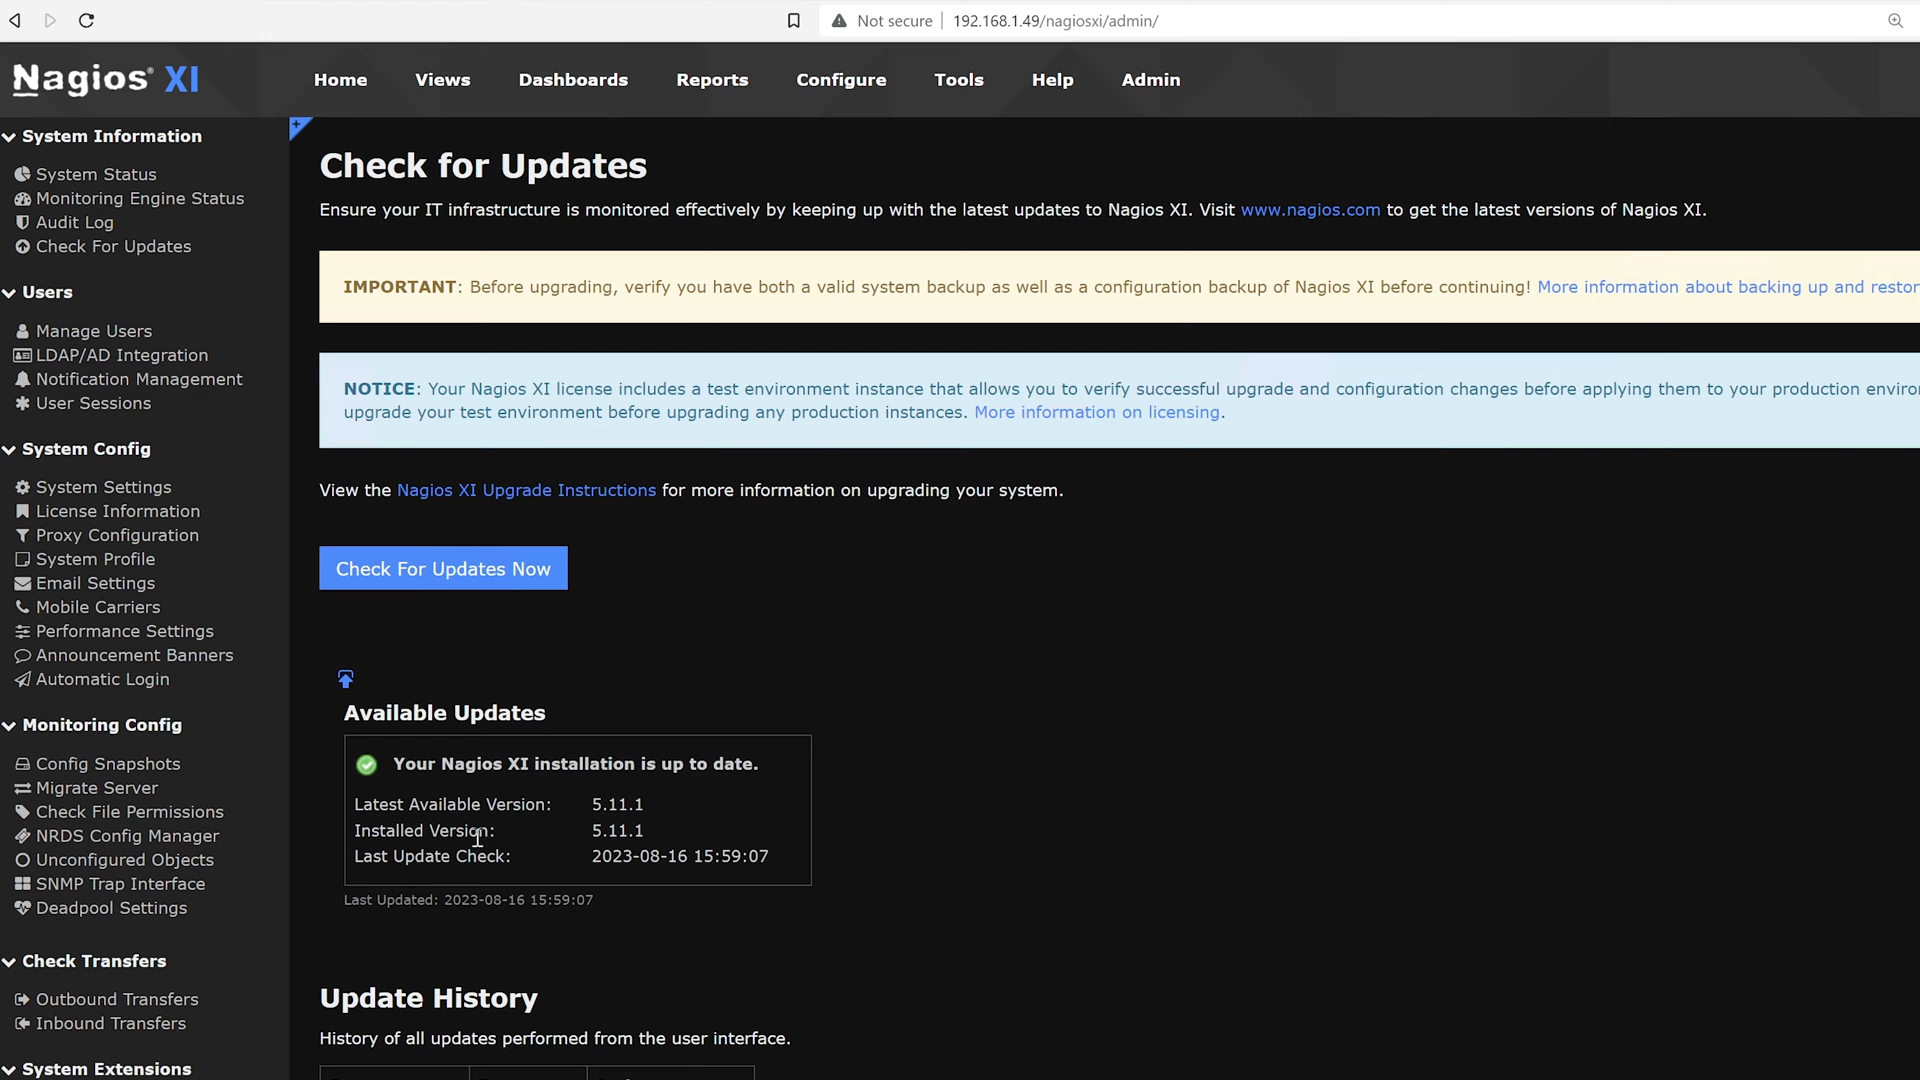 Not secure
192.168.1.49/nagiosxi/admin/
Nagios® XI
Home
Views
Dashboards
Reports
Configure
Tools
Help
Admin
System Information
System Status
Monitoring Engine Status
Audit Log
Check For Updates
Users
Manage Users
LDAP/AD Integration
Notification Management
User Sessions
System Config
System Settings
License Information
Proxy Configuration
System Profile
Email Settings
Mobile Carriers
Performance Settings
Announcement Banners
Automatic Login
Monitoring Config
Config Snapshots
Migrate Server
Check File Permissions
NRDS Config Manager
Unconfigured Objects
SNMP Trap Interface
Deadpool Settings
Check Transfers
Outbound Transfers
Inbound Transfers
System Extensions
Check for Updates
Ensure your IT infrastructure is monitored effectively by keeping up with the latest updates to Nagios XI. Visit www.nagios.com to get the latest versions of Nagios XI.
IMPORTANT: Before upgrading, verify you have both a valid system backup as well as a configuration backup of Nagios XI before continuing! More information about backing up and restor
NOTICE: Your Nagios XI license includes a test environment instance that allows you to verify successful upgrade and configuration changes before applying them to your production enviro
upgrade your test environment before upgrading any production instances. More information on licensing.
View the Nagios XI Upgrade Instructions for more information on upgrading your system.
Check For Updates Now
Available Updates
Your Nagios XI installation is up to date.
Latest Available Version: 5.11.1
Installed Version: 5.11.1
Last Update Check: 2023-08-16 15:59:07
Last Updated: 2023-08-16 15:59:07
Update History
History of all updates performed from the user interface.